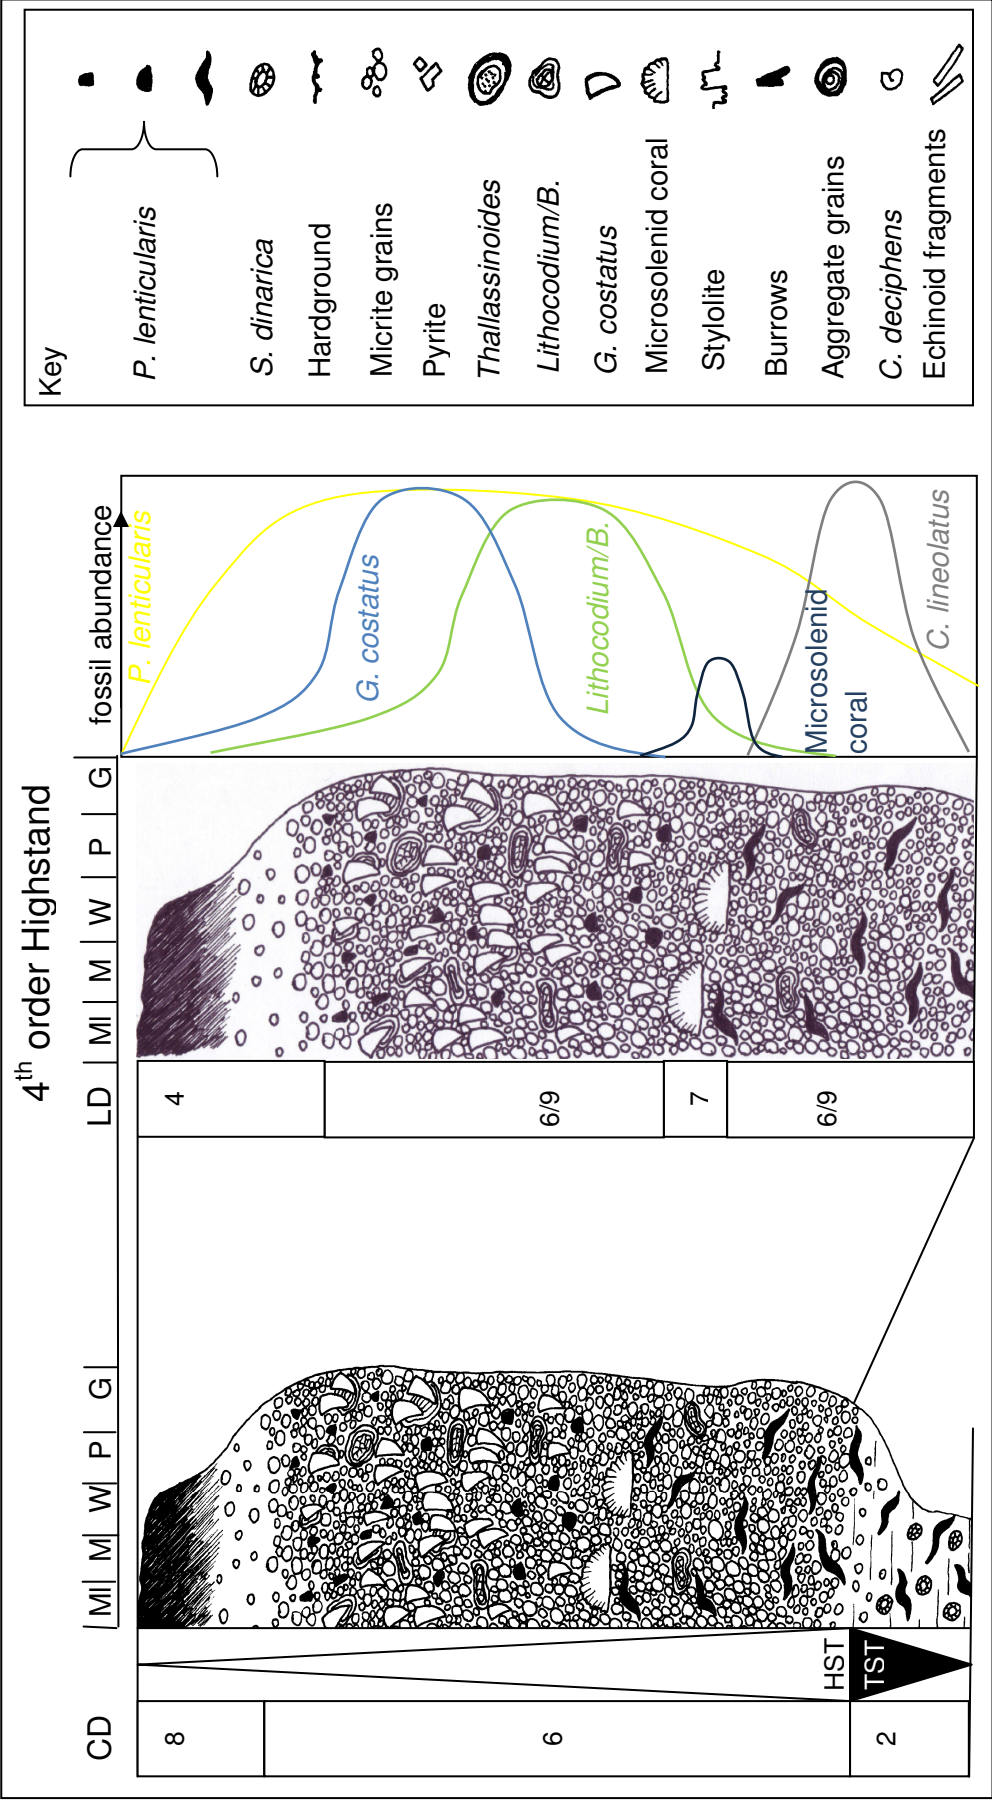 4th order Highstand
CD
MlI M W P G
LD
MI M W P G
fossil abundance
8
6
2
HST
TST
4
6/9
7
6/9
P. lenticularis
G. costatus
Lithocodium/B.
Microsolenid
coral
C. lineolatus
Key
P. lenticularis
S. dinarica
Hardground
Micrite grains
Pyrite
Thallassinoides
Lithocodium/B.
G. costatus
Microsolenid coral
Stylolite
Burrows
Aggregate grains
C. deciphens
Echinoid fragments